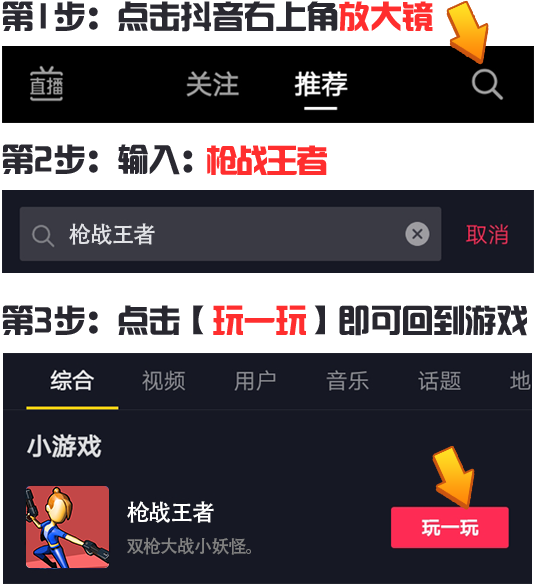 第1步：点击抖音右上角放大镜
直播 关注 推荐
第2步：输入：枪战王者
枪战王者 取消
第3步：点击【玩一玩】即可回到游戏
综合 视频 用户 音乐 话题 地
小游戏
枪战王者
双枪大战小妖怪。
玩一玩